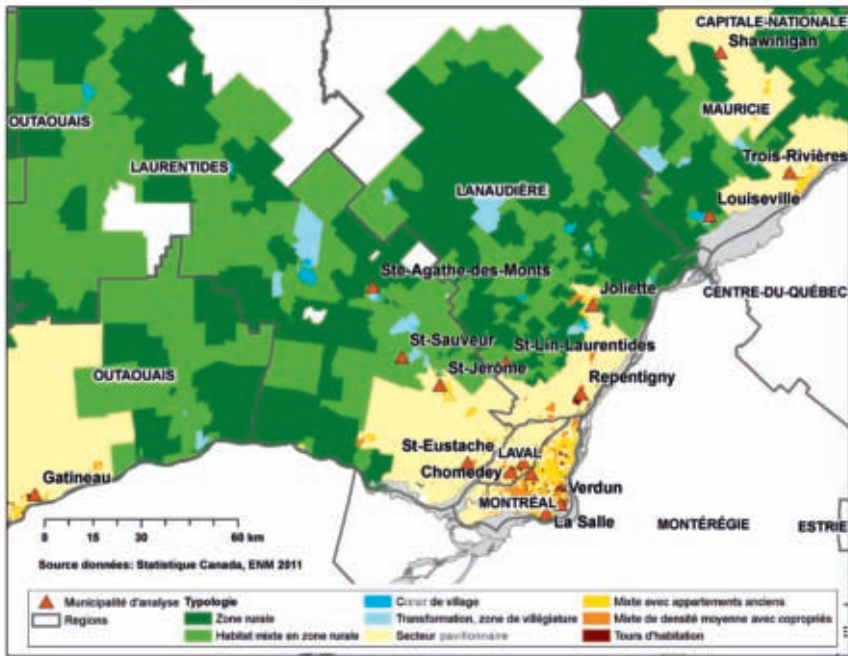 CAPITALE-NATIONALE
Shawinigan
MAURICIE
OUTAOUAIS
Trois-Rivières
LAURENTIDES
LANAUDIÈRE
Louiseville
Ste-Agathe-des-Monts
CENTRE-DU-QUÉBEC
Joliette
St-Sauveur
St-Lin-Laurentides
St-Jérôme
OUTAOUAIS
Repentigny
St-Eustache
LAVAL
Chomedey
Gatineau
Verdun
MONTRÉAL
La Salle
MONTÉRÉGIE
ESTRIE
0 15 30 60 km
Source données: Statistique Canada, ENM 2011
Municipalité d'analyse
Regions
Typologie
Zone rurale
Habitat mixte en zone rurale
Cœur de village
Transformation, zone de villégiature
Secteur pavillonnaire
Mixte avec appartements anciens
Mixte de densité moyenne avec copropriés
Tours d'habitation